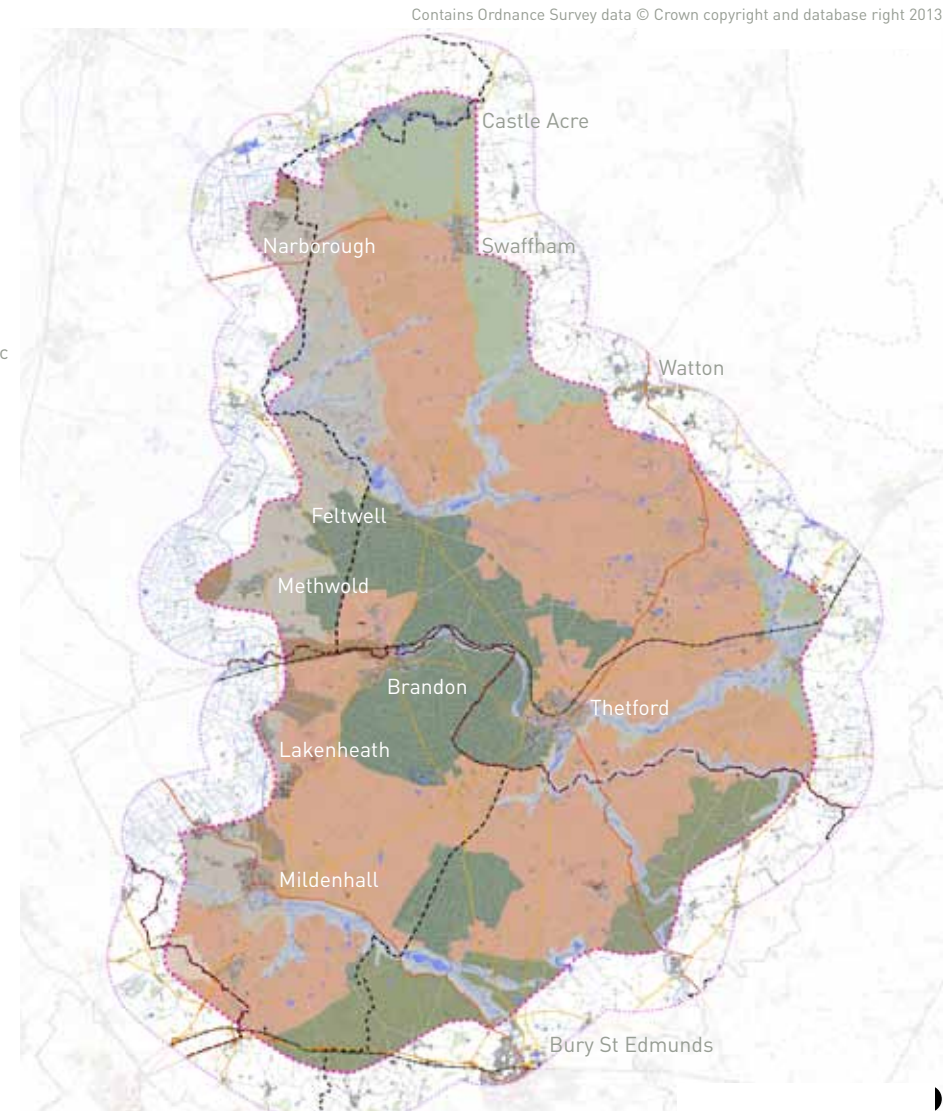 Contains Ordnance Survey data © Crown copyright and database right 2013
Castle Acre
Narborough
Swaffham
c
Watton
Feltwell
Methwold
Brandon
Thetford
Lakenheath
Mildenhall
Bury St Edmunds